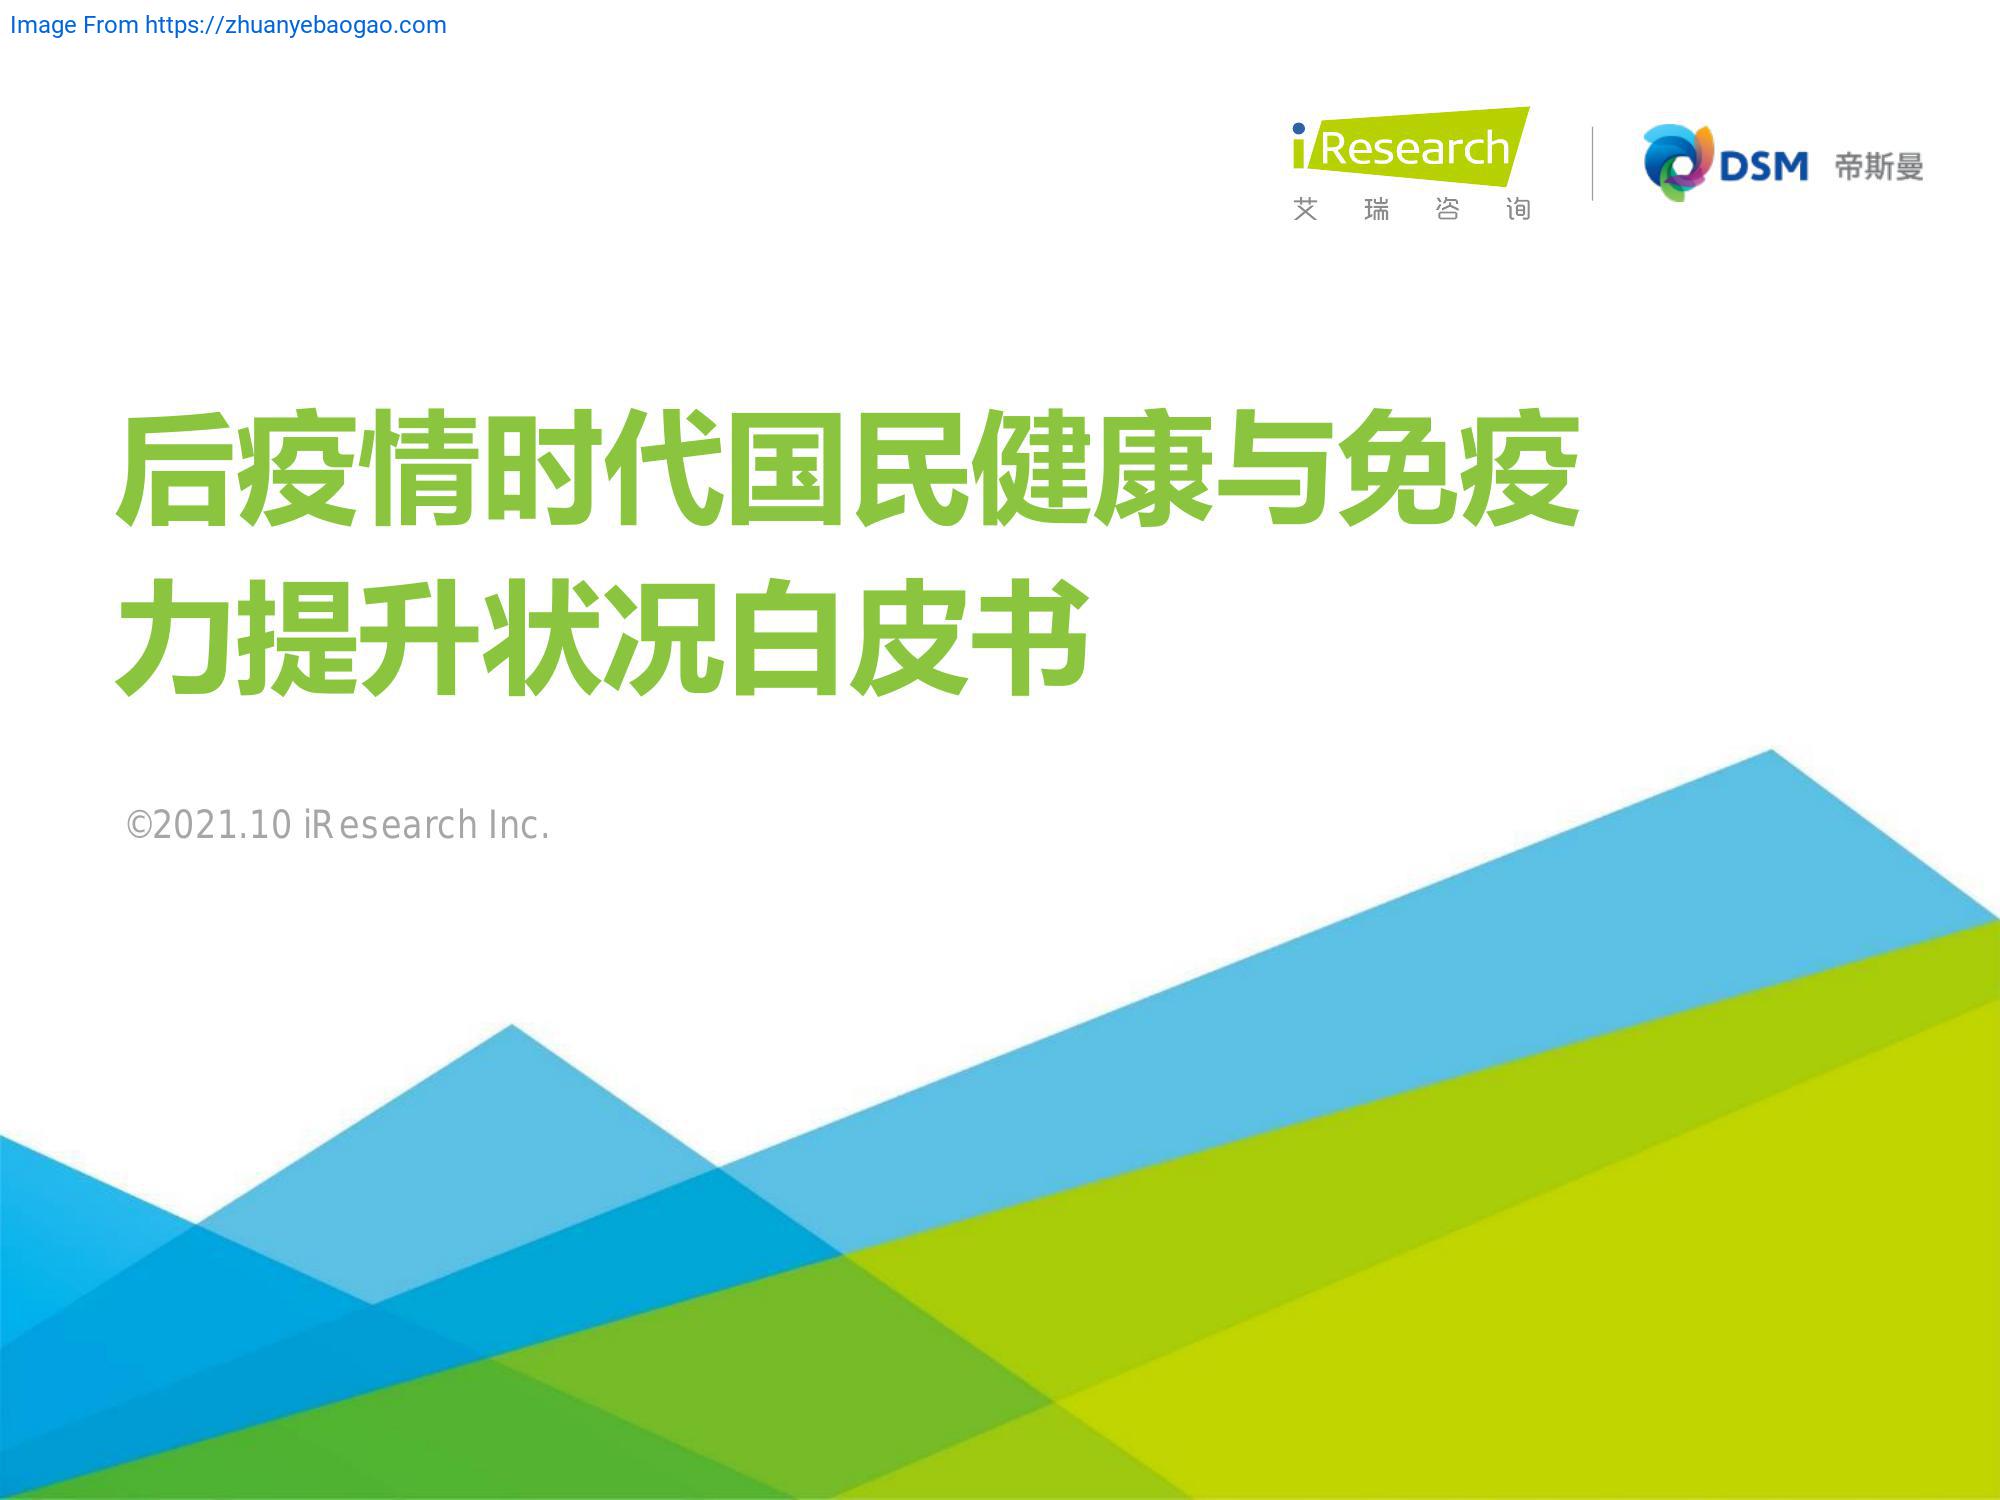 Image From https://zhuanyebaogao.com
iResearch
艾瑞咨询
DSM 帝斯曼
后疫情时代国民健康与免疫
力提升状况白皮书
©2021.10 iResearch Inc.